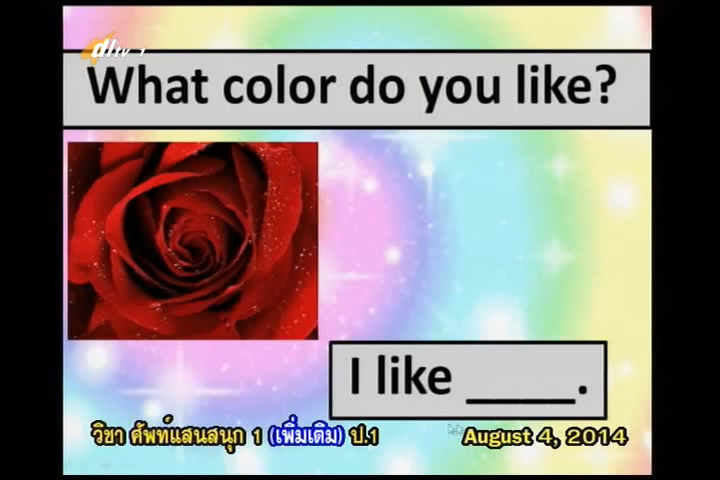 dltv 1
What color do you like?
I like ____.
วิชา ศัพท์แสนสนุก 1 (เพิ่มเติม) ป.1
August 4, 2014